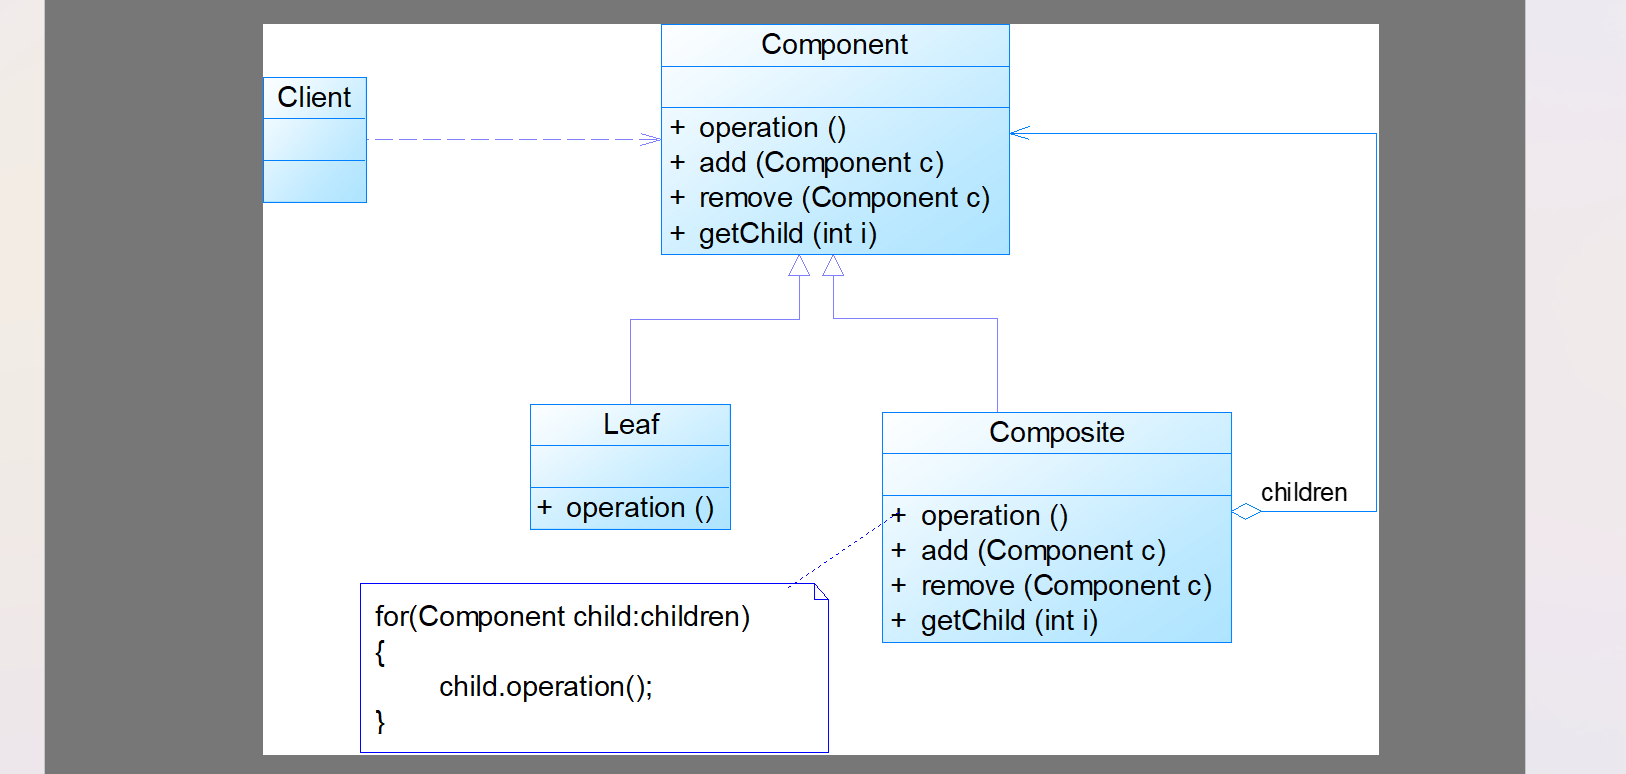 Component
Client
+ operation ()
+ add (Component c)
+ remove (Component c)
+ getChild (int i)
Leaf
+ operation ()
Composite
children
+ operation ()
+ add (Component c)
+ remove (Component c)
+ getChild (int i)
for(Component child:children)
{
child.operation();
}